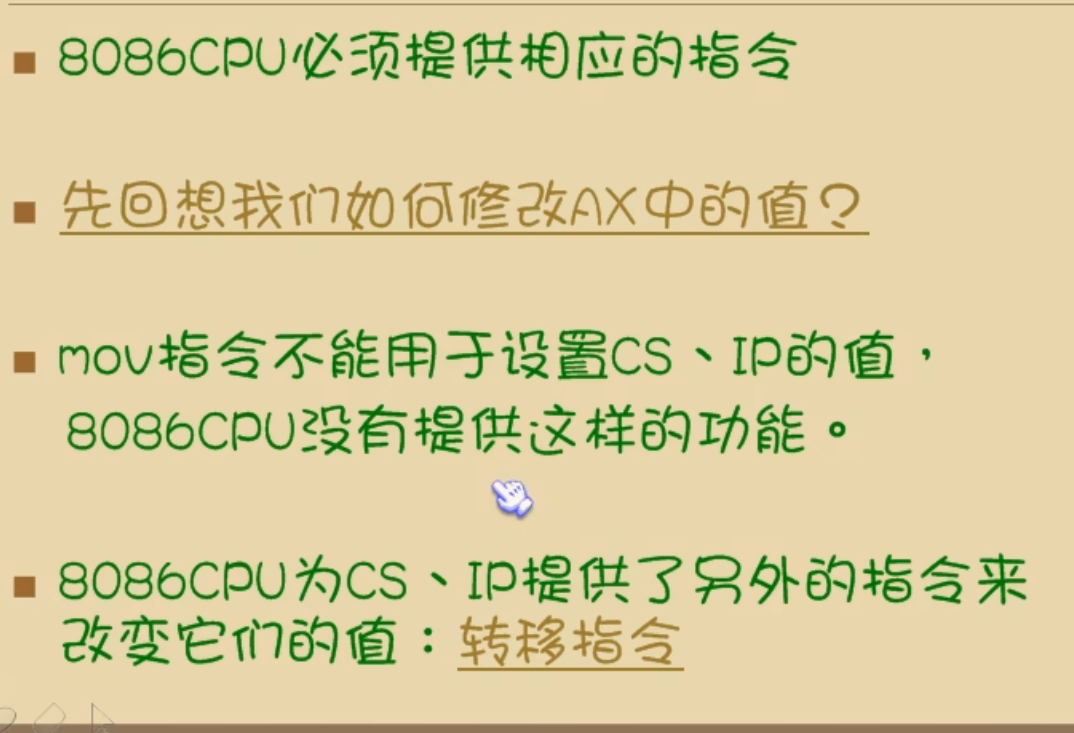 8086CPU必须提供相应的指令
先回想我们如何修改AX中的值？
mov指令不能用于设置CS、IP的值，
8086CPU没有提供这样的功能。
8086CPU为CS、IP提供了另外的指令来
改变它们的值：转移指令